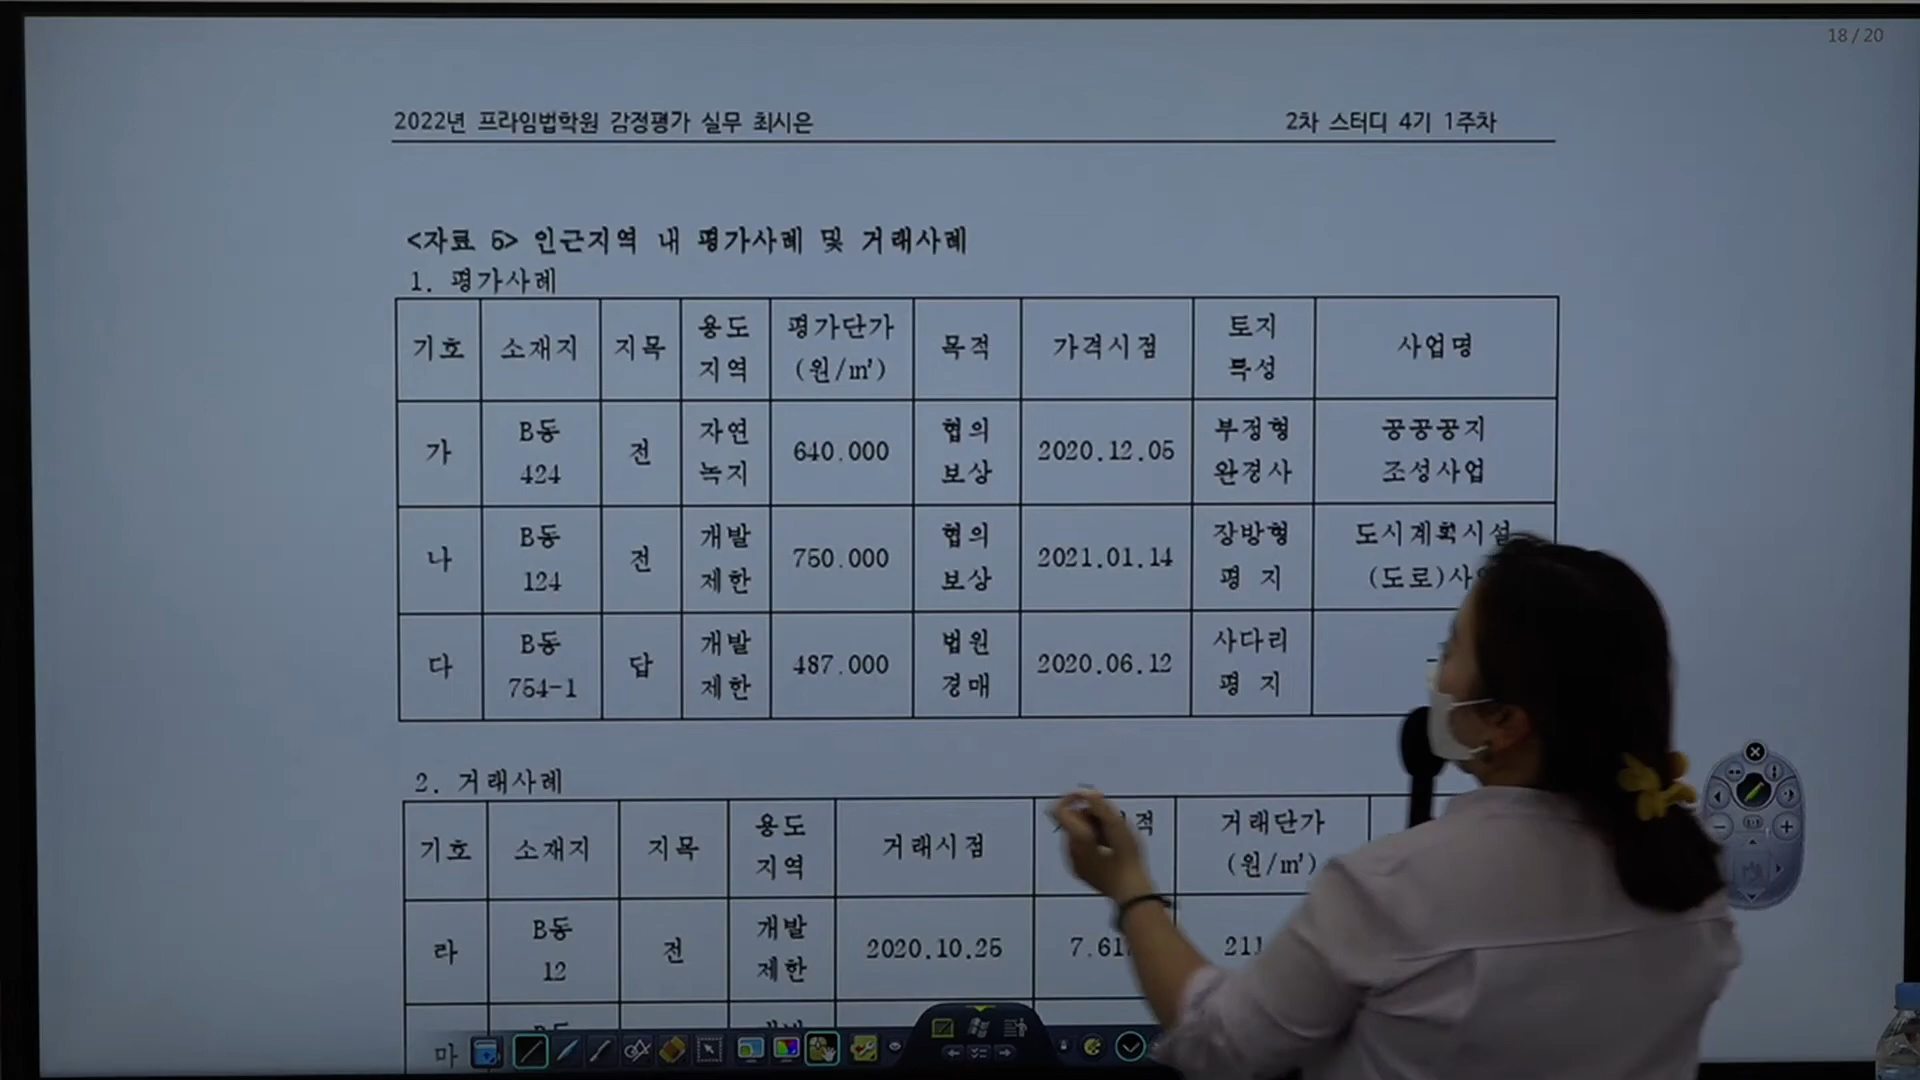 18 / 20
2022년 프라임법학원 감정평가 실무 최시은
2차 스터디 4기 1주차
<자료 5> 인근지역 내 평가사례 및 거래사례
1. 평가사례
기호 소재지 지목 용도지역 평가단가(원/㎡) 목적 가격시점 토지특성 사업명
가 B동 424 전 자연녹지 640.000 협의보상 2020.12.05 부정형 완경사 공공공지 조성사업
나 B동 124 전 개발제한 750.000 협의보상 2021.01.14 장방형 평 지 도시계획시설 (도로)사
다 B동 754-1 답 개발제한 487.000 법원경매 2020.06.12 사다리 평 지
2. 거래사례
기호 소재지 지목 용도지역 거래시점 적 거래단가(원/㎡)
라 B동 12 전 개발제한 2020.10.25 7.61 211
마